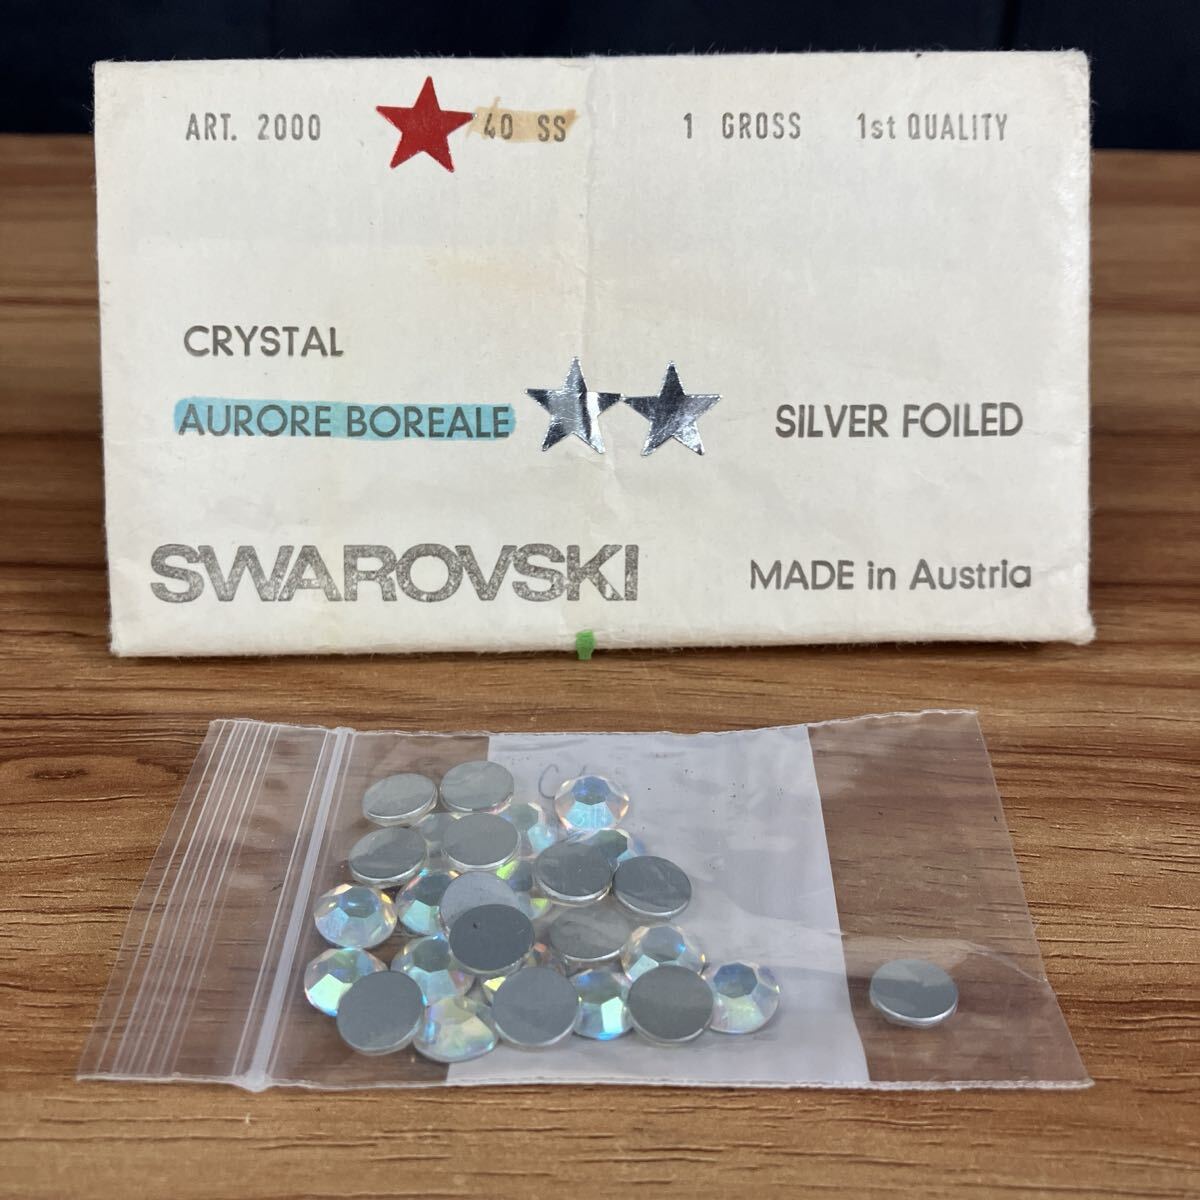 ART. 2000 40 SS 1 GROSS 1st QUALITY
CRYSTAL
AURORE BOREALE SILVER FOILED
SWAROVSKI MADE in Austria